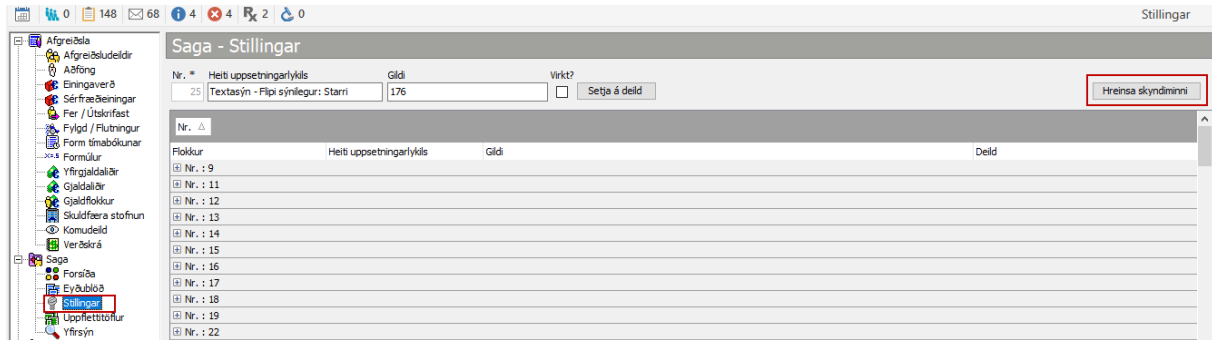 0 148 68 4 4 Rx 2 0 Stillingar
Afgreiðsla
Afgreiðsludeildir
Aðföng
Einingaverð
Sérfræðieiningar
Fer / Útskrifast
Fylgd / Flutningur
Form tímabókunar
Formúlur
Yfirgjaldaliðir
Gjaldaliðir
Gjaldflokkur
Skuldfæra stofnun
Komudeild
Verðskrá
Saga
Forsíða
Eyðublöð
Stillingar
Uppflettitöflur
Yfirsýn
Saga - Stillingar
Nr. * Heiti uppsetningarlykils Gildi Virkt?
25 Textasýn - Flipi sýnilegur: Starri 176 Setja á deild Hreinsa skyndiminni
Nr.
Flokkur Heiti uppsetningarlykils Gildi Deild
Nr. : 9
Nr. : 11
Nr. : 12
Nr. : 13
Nr. : 14
Nr. : 15
Nr. : 16
Nr. : 17
Nr. : 18
Nr. : 19
Nr. : 22